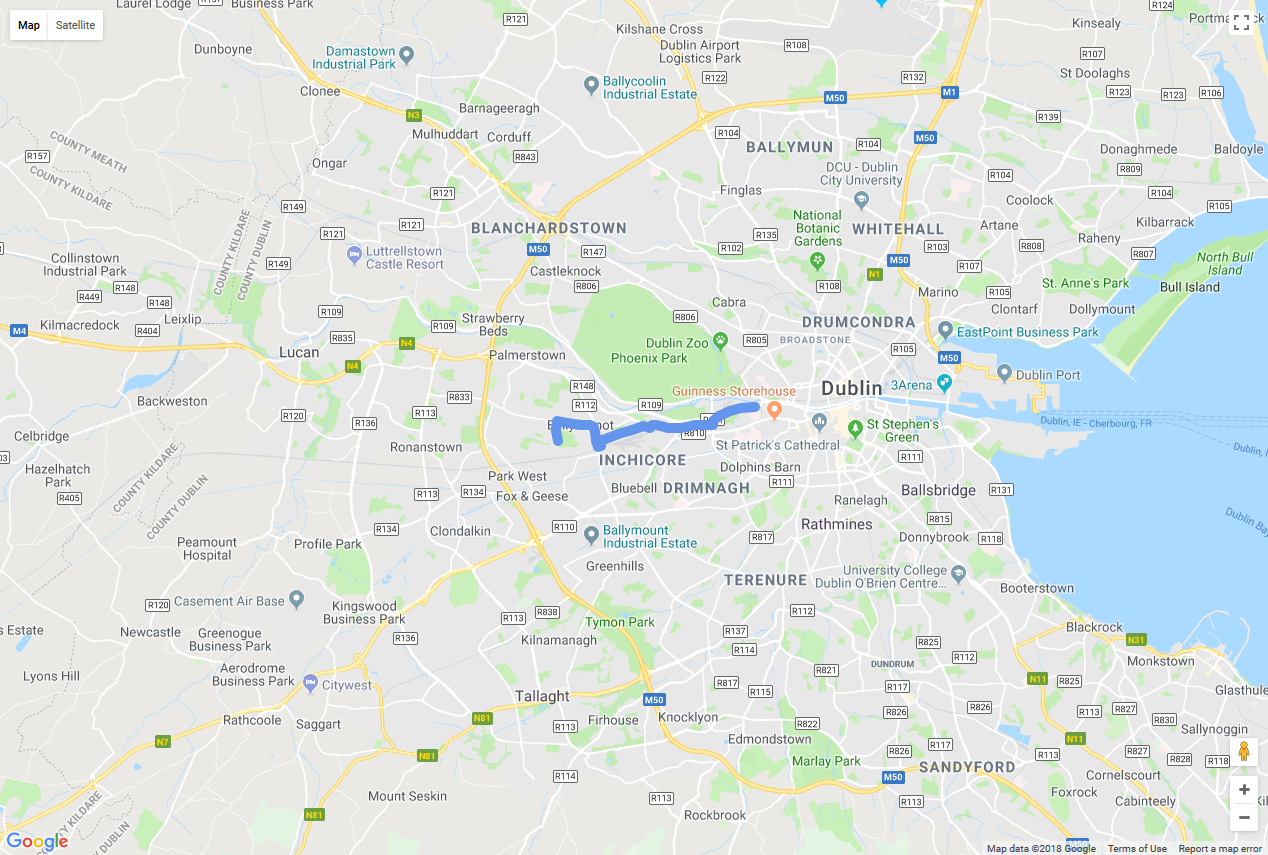 Laurel Lodge
R157
Business Park
R121
Kilshane Cross
R124
Kinsealy
Map
Satellite
Dunboyne
Damastown
Industrial Park
Dublin Airport
Logistics Park
R108
R107
St Doolaghs
Clonee
Ballycoolin
Industrial Estate
R122
R132
M50
M1
R123
R123
R106
N3
Barnageeragh
R139
Mulhuddart
Corduff
R104
M50
COUNTY MEATH
COUNTY KILDARE
R157
Ongar
R843
BALLYMUN
R104
Donaghmede
Baldoyle
DCU - Dublin
City University
R809
R104
R121
Finglas
R104
Coolock
R149
R121
R121
BLANCHARDSTOWN
National
Botanic
Gardens
WHITEHALL
Artane
Kilbarrack
R105
COUNTY KILDARE
COUNTY DUBLIN
M50
R147
R135
R102
R103
R808
Raheny
R807
Luttrellstown
Castle Resort
Collinstown
Industrial Park
R149
Castleknock
R806
M50
N1
R107
North Bull
Island
Bull Island
R148
R449
R148
R108
Marino
R105
St. Anne's Park
Clontarf
Dollymount
Leixlip
Kilmacredock
R404
M4
R109
R109
R835
Strawberry
Beds
Cabra
R806
DRUMCONDRA
BROADSTONE
R805
EastPoint Business Park
Lucan
N4
N4
Palmerstown
Dublin Zoo
Phoenix Park
R105
M50
Dublin Port
Backweston
R148
R112
R109
Guinness Storehouse
Dublin
3Arena
R833
R113
R120
R136
R810
St Patrick's Cathedral
St Stephen's
Green
Dublin, IE - Cherbourg, FR
Celbridge
Ronanstown
INCHICORE
Dolphins Barn
R111
Hazelhatch
Park
R405
COUNTY KILDARE
COUNTY DUBLIN
Park West
Fox & Geese
R113
R134
Bluebell
DRIMNAGH
R111
Ballsbridge
R131
Ranelagh
R134
Clondalkin
R110
Ballymount
Industrial Estate
Rathmines
R815
Donnybrook
R118
R817
Peamount
Hospital
Profile Park
Greenhills
TERENURE
University College
Dublin O'Brien Centre...
Booterstown
R120
Casement Air Base
Kingswood
Business Park
R113
R838
Tymon Park
R112
Blackrock
N31
Newcastle
Greenogue
Business Park
R136
Kilnamanagh
R137
R114
R825
R112
Monkstown
Lyons Hill
Aerodrome
Business Park
Citywest
DUNDRUM
R821
R817
R115
R117
N11
R825
Glasthule
Tallaght
M50
R826
R826
R113
R827
R830
Rathcoole
Saggart
N81
R113
Firhouse
Knocklyon
R822
Sallynoggin
N7
Edmondstown
R826
R117
N11
R113
R827
R828
R118
N81
Marlay Park
SANDYFORD
Cornelscourt
R114
M50
Foxrock
Cabinteely
Mount Seskin
R113
R113
N81
Rockbrook
COUNTY KILDARE
COUNTY DUBLIN
Google
Map data ©2018 Google
Terms of Use
Report a map error